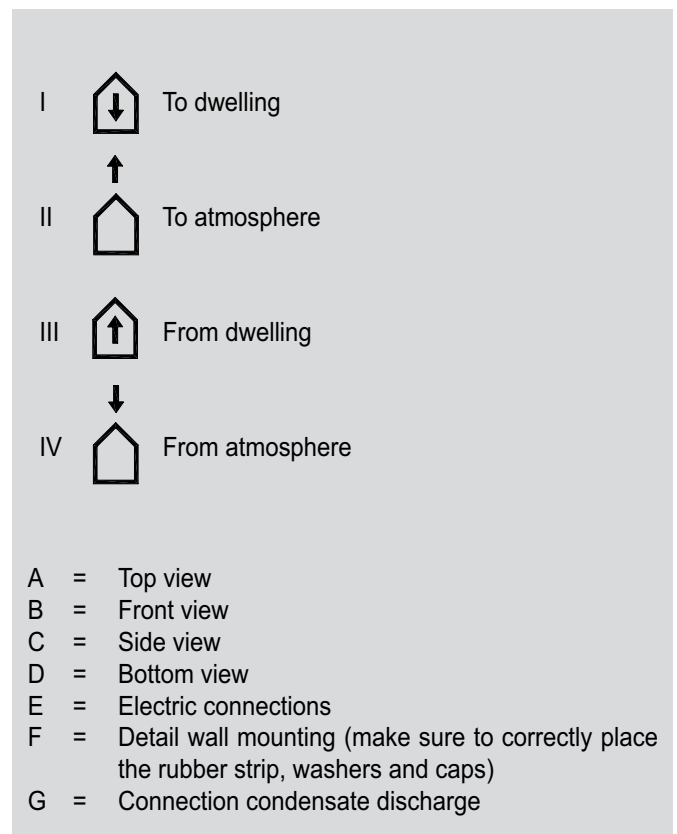 I To dwelling
II To atmosphere
III From dwelling
IV From atmosphere
A = Top view
B = Front view
C = Side view
D = Bottom view
E = Electric connections
F = Detail wall mounting (make sure to correctly place
the rubber strip, washers and caps)
G = Connection condensate discharge